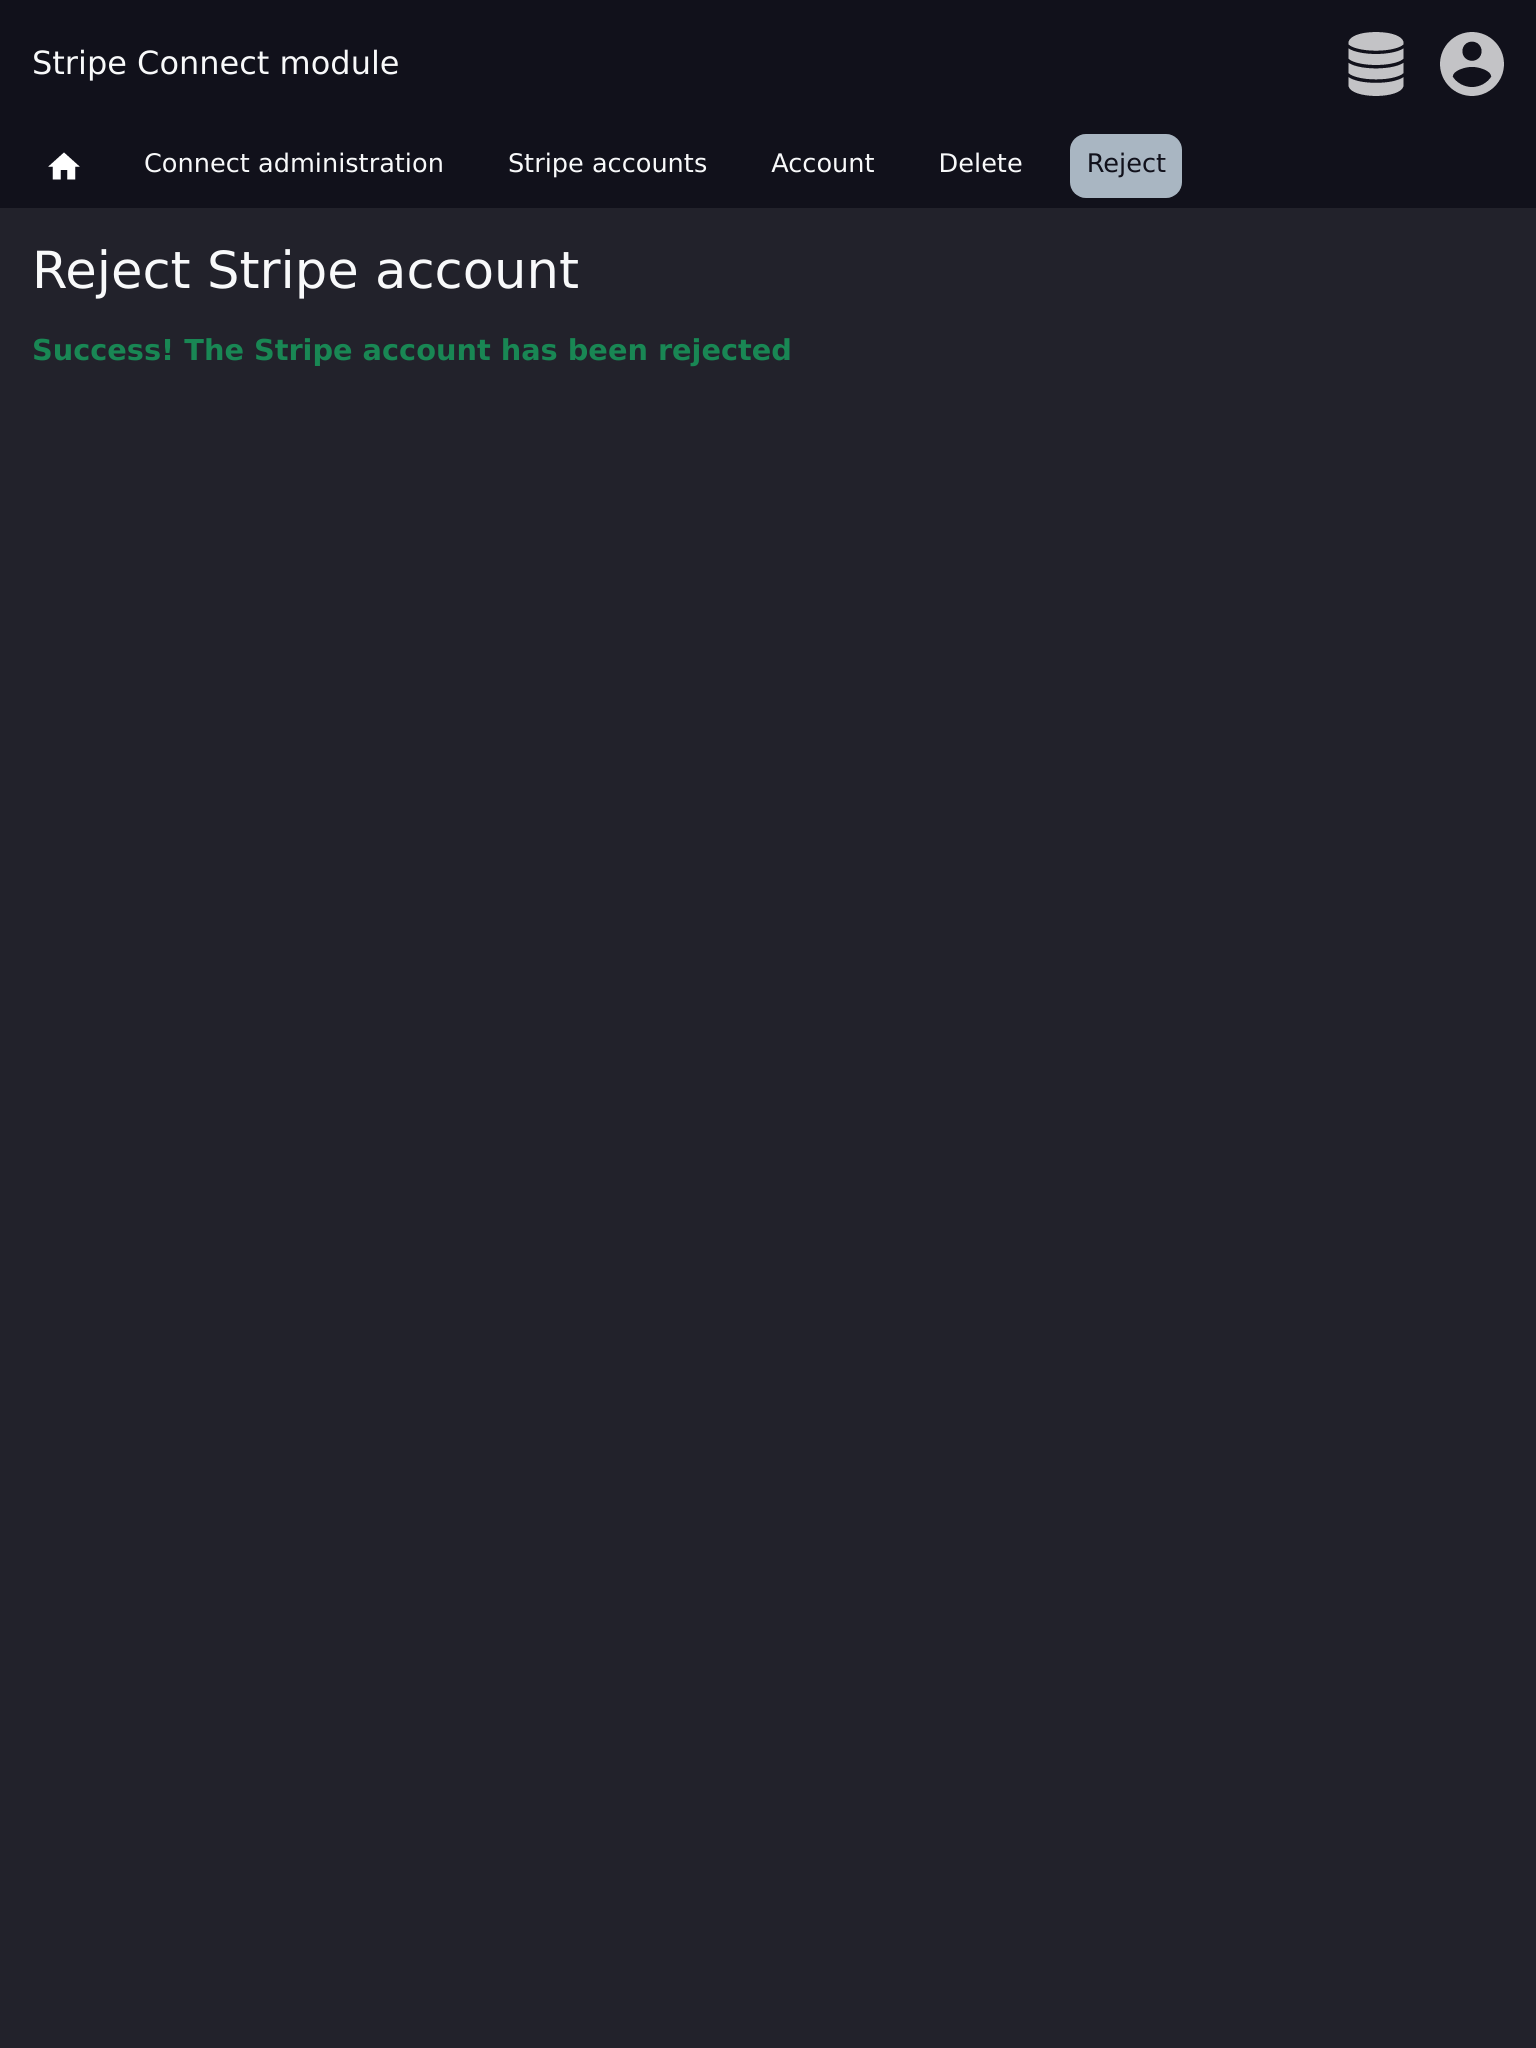 Stripe Connect module
Connect administration Stripe accounts Account Delete Reject
Reject Stripe account
Success! The Stripe account has been rejected